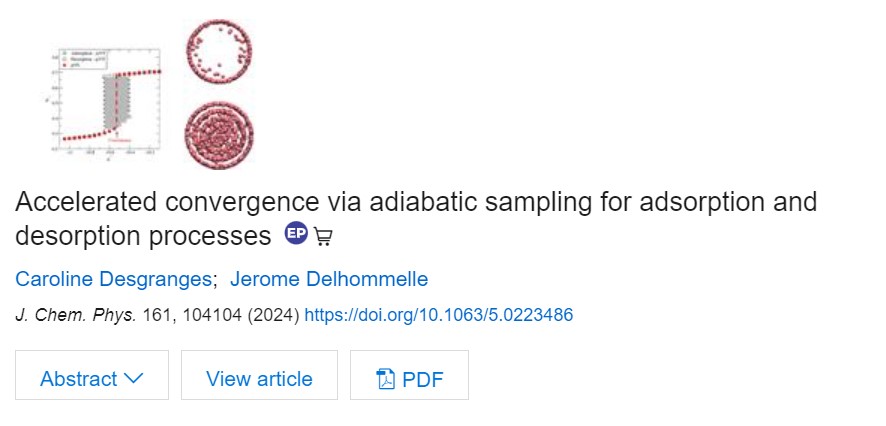 Accelerated convergence via adiabatic sampling for adsorption and
desorption processes EP
Caroline Desgranges; Jerome Delhommelle
J. Chem. Phys. 161, 104104 (2024) https://doi.org/10.1063/5.0223486
Abstract
View article
PDF